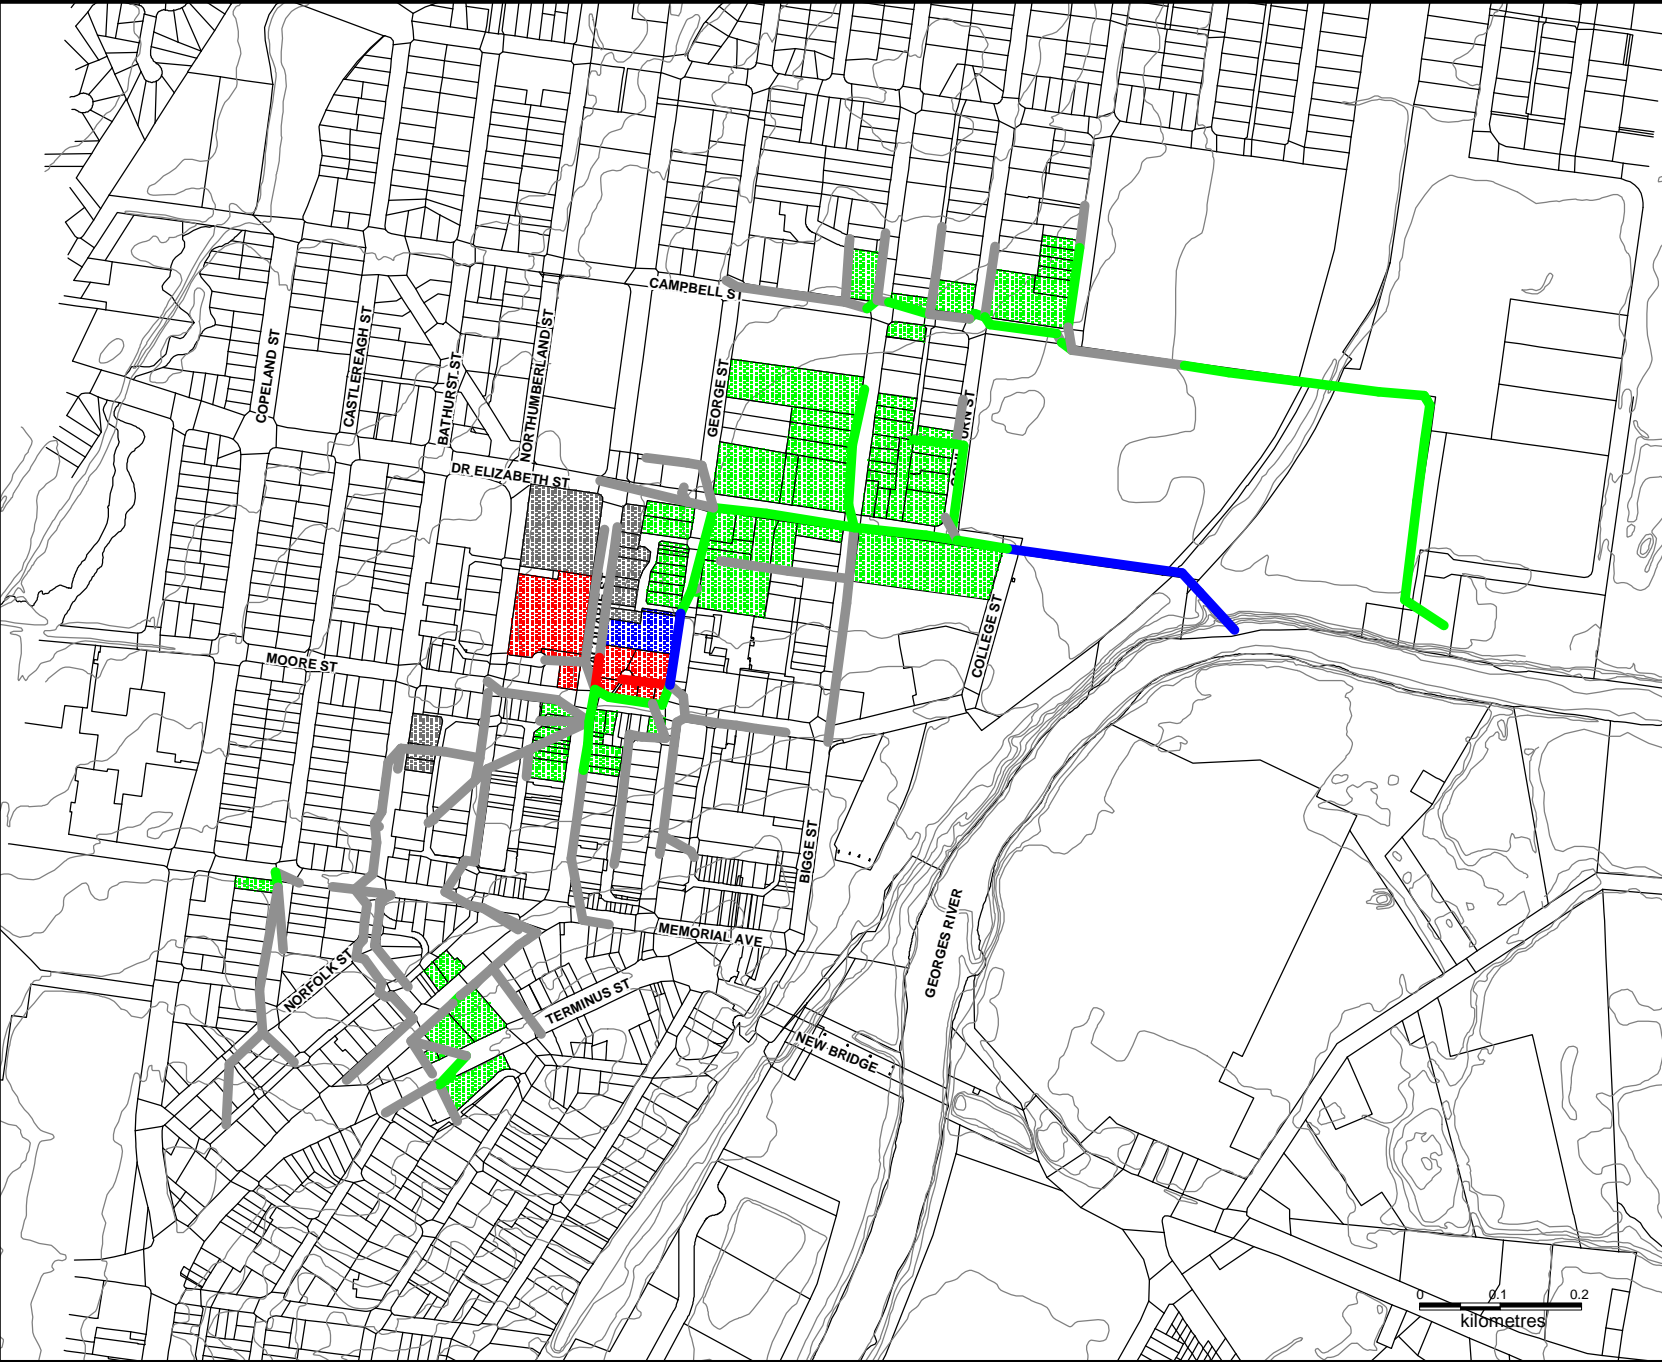 CAMPBELL ST
COPELAND ST
CASTLEREAGH ST
BATHURST ST
NORTHUMBERLAND ST
GEORGE ST
DR ELIZABETH ST
MOORE ST
COLLEGE ST
BIGGE ST
GEORGES RIVER
MEMORIAL AVE
NORFOLK ST
TERMINUS ST
NEW BRIDGE
0 0.1 0.2
kilometres